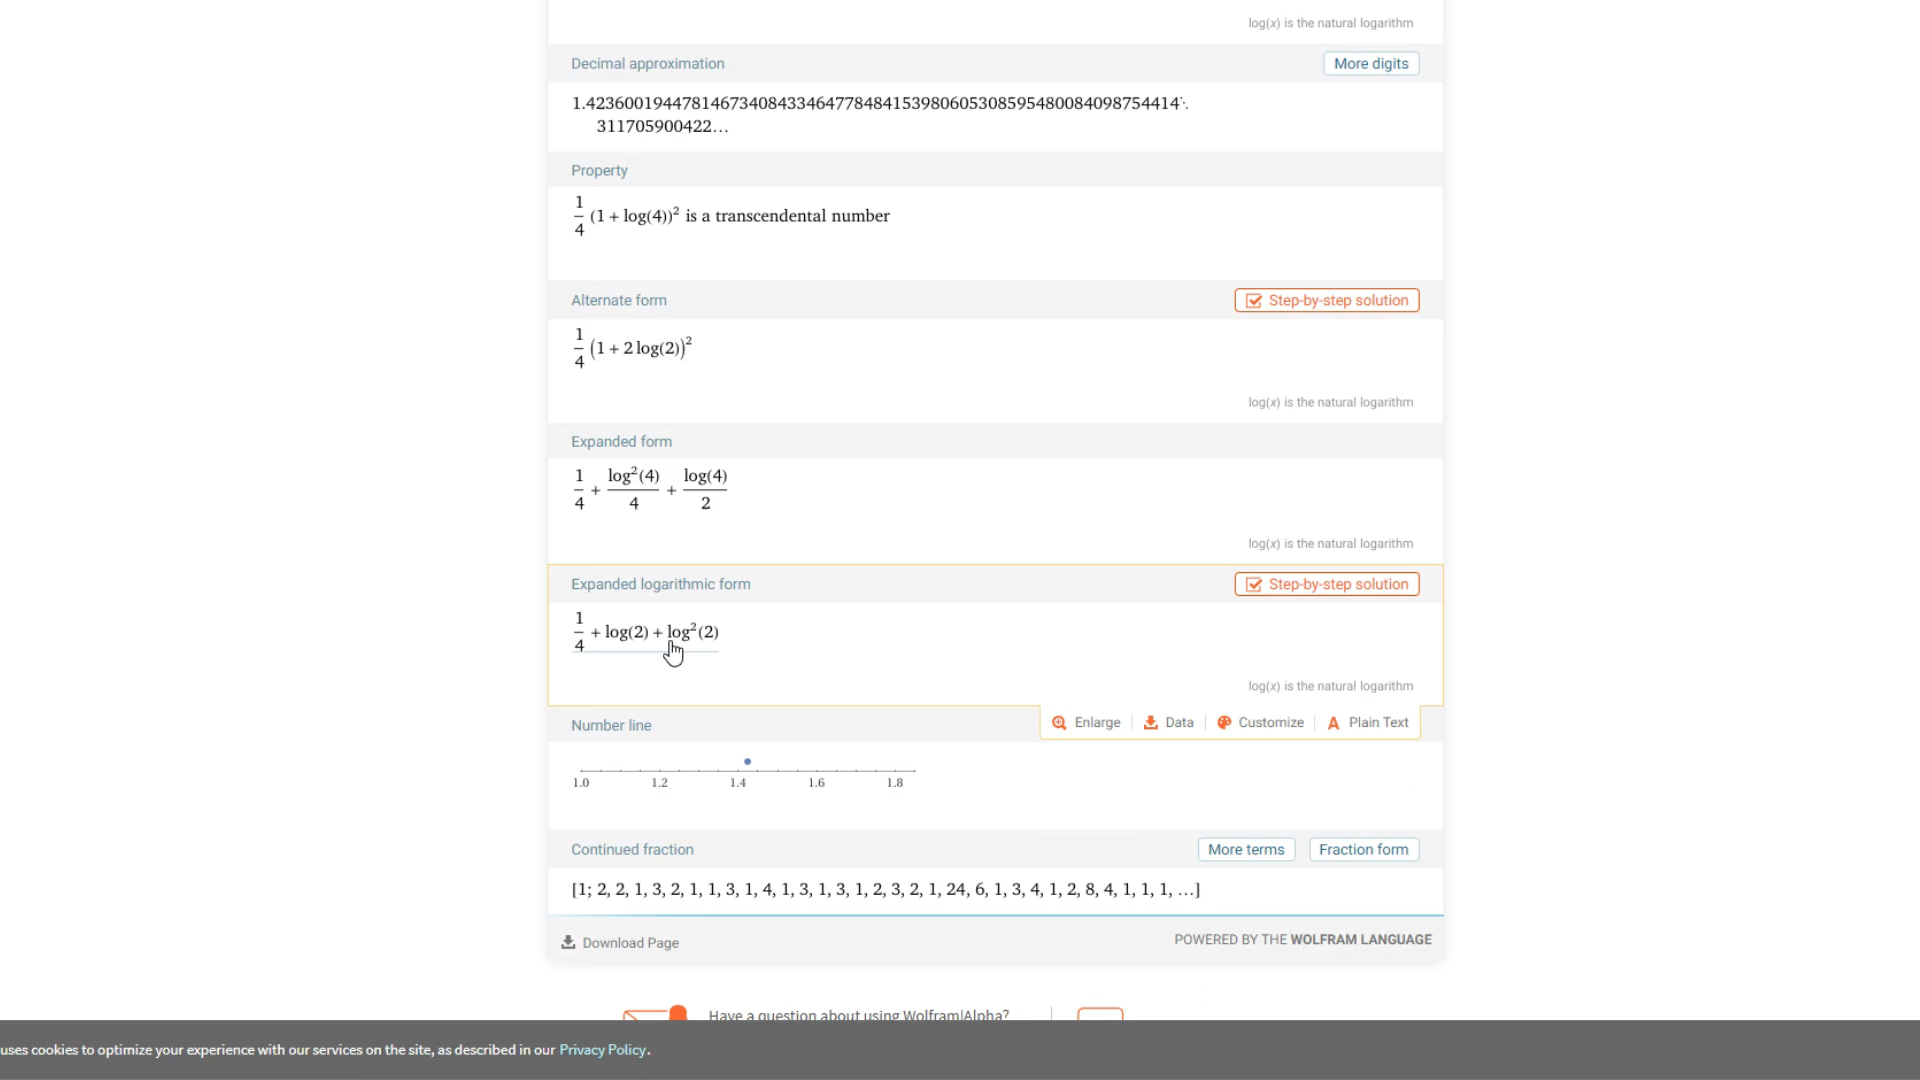 log(x) is the natural logarithm
Decimal approximation
More digits
1.4236001944781467340843346477848415398060530859548008409875 4414⋱
311705900422…
Property
1/4 (1 + log(4))² is a transcendental number
Alternate form
Step-by-step solution
1/4 (1 + 2 log(2))²
log(x) is the natural logarithm
Expanded form
1/4 + log²(4)/4 + log(4)/2
log(x) is the natural logarithm
Expanded logarithmic form
Step-by-step solution
1/4 + log(2) + log²(2)
log(x) is the natural logarithm
Number line
Enlarge
Data
Customize
A Plain Text
1.0 1.2 1.4 1.6 1.8
Continued fraction
More terms
Fraction form
[1; 2, 2, 1, 3, 2, 1, 1, 3, 1, 4, 1, 3, 1, 3, 1, 2, 3, 2, 1, 24, 6, 1, 3, 4, 1, 2, 8, 4, 1, 1, 1, …]
Download Page
POWERED BY THE WOLFRAM LANGUAGE
Have a question about using Wolfram|Alpha?
uses cookies to optimize your experience with our services on the site, as described in our Privacy Policy.